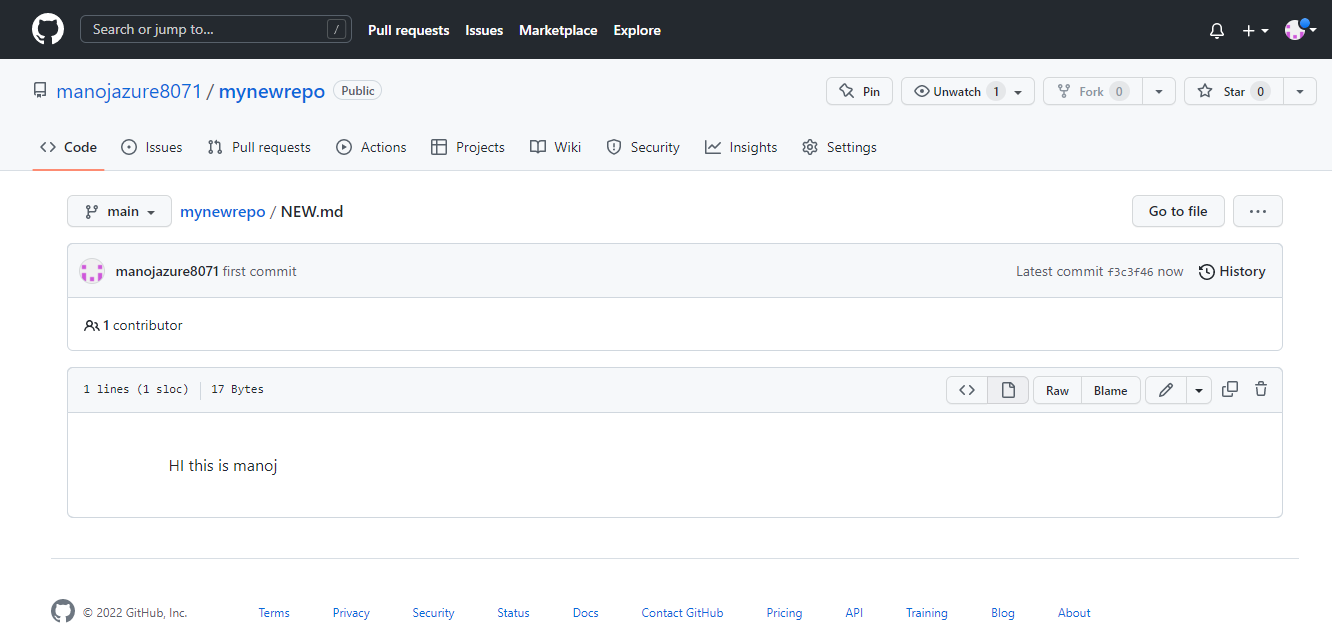 Search or jump to... / Pull requests Issues Marketplace Explore
manojazure8071 / mynewrepo Public Pin Unwatch 1 Fork 0 Star 0
Code Issues Pull requests Actions Projects Wiki Security Insights Settings
main mynewrepo / NEW.md Go to file ...
manojazure8071 first commit Latest commit f3c3f46 now History
1 contributor
1 lines (1 sloc) 17 Bytes <> Raw Blame
HI this is manoj
© 2022 GitHub, Inc. Terms Privacy Security Status Docs Contact GitHub Pricing API Training Blog About